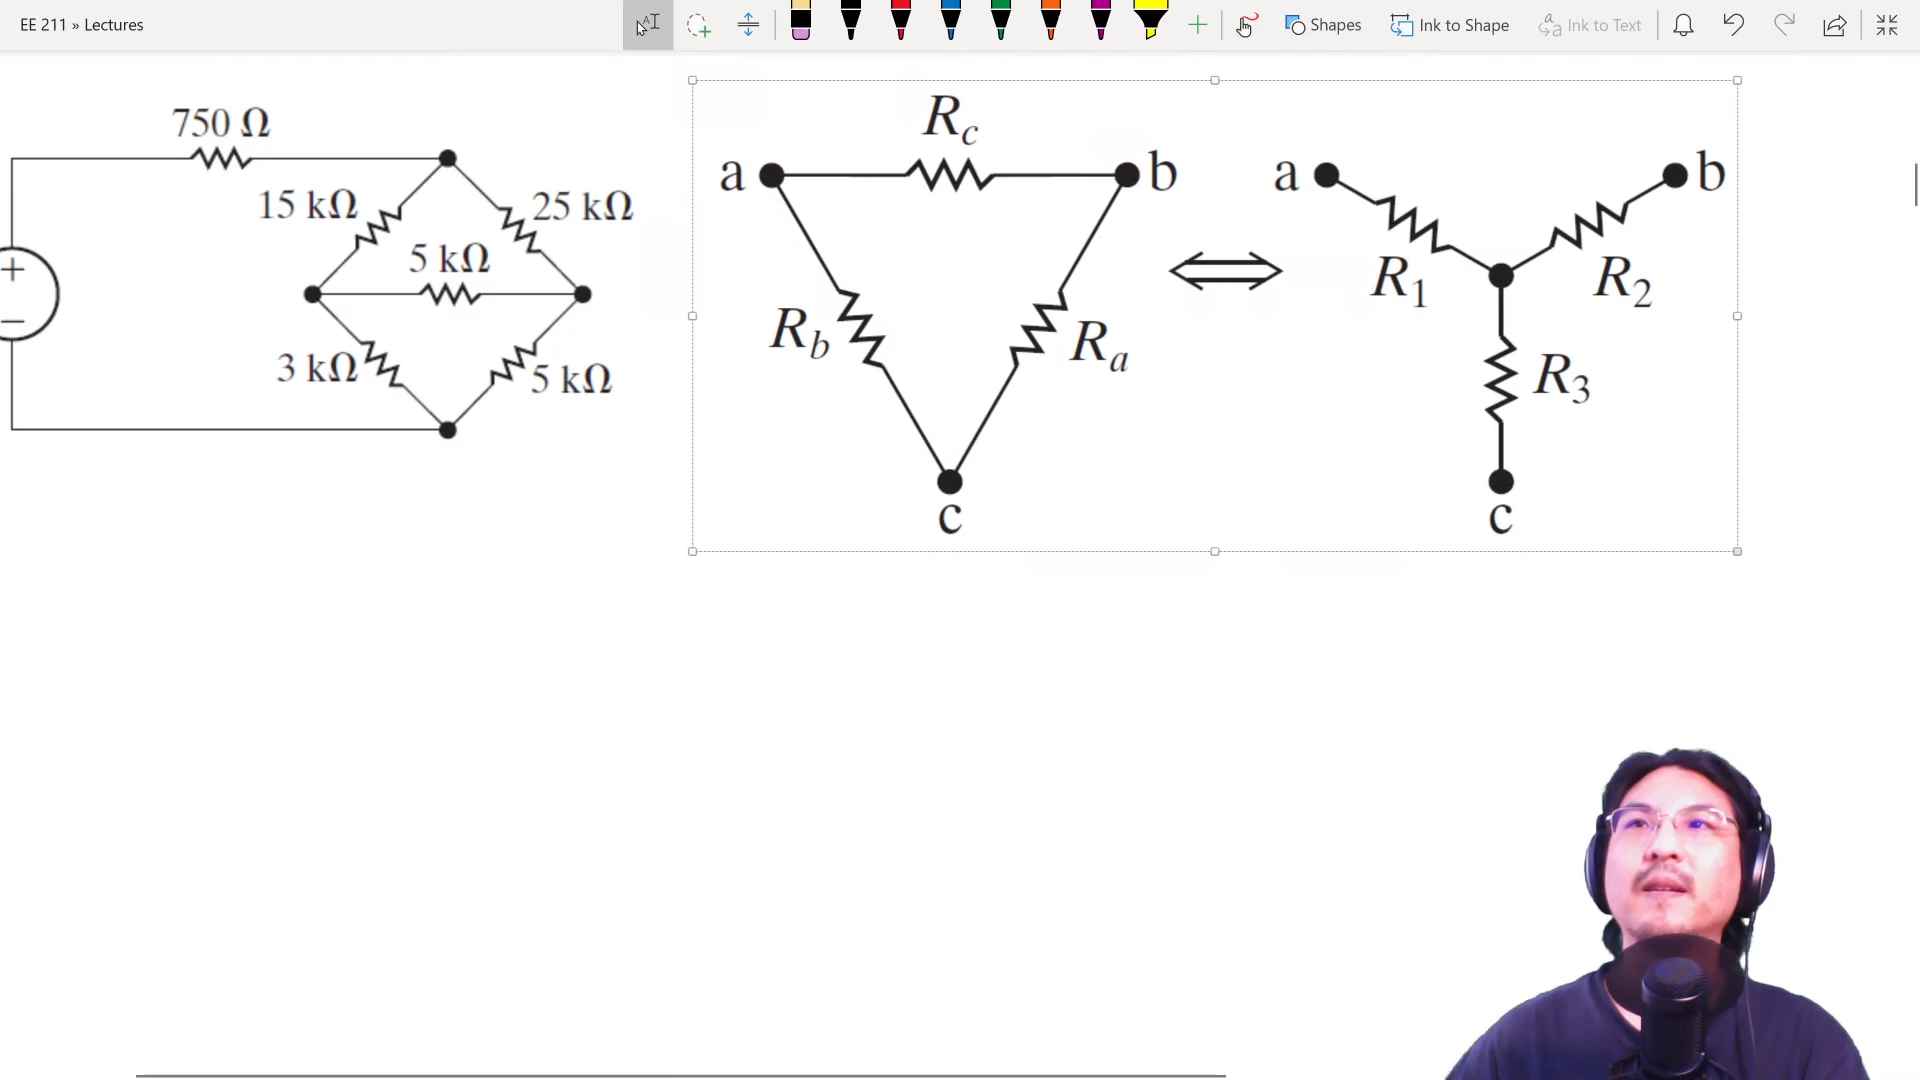 EE 211 » Lectures
Shapes
Ink to Shape
Ink to Text
750 Ω
15 kΩ
25 kΩ
5 kΩ
3 kΩ
5 kΩ
+
−
Rc
a
b
Rb
Ra
c
a
b
R1
R2
R3
c